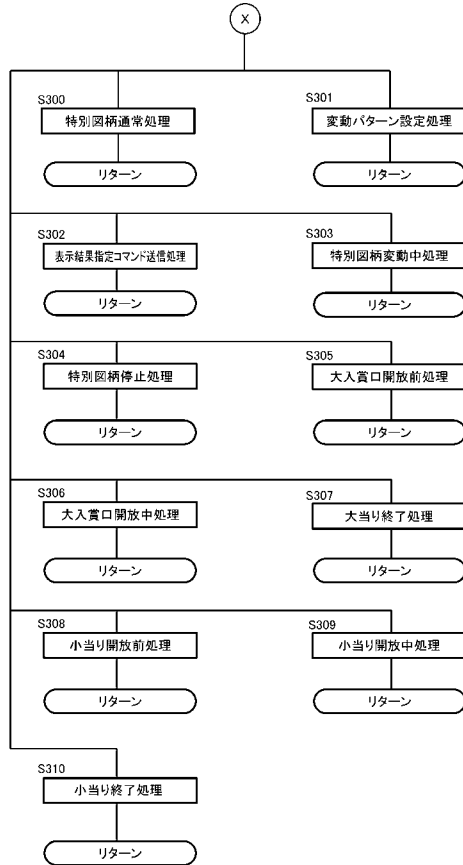 X
S300
特別図柄通常処理
リターン
S301
変動パターン設定処理
リターン
S302
表示結果指定コマンド送信処理
リターン
S303
特別図柄変動中処理
リターン
S304
特別図柄停止処理
リターン
S305
大入賞口開放前処理
リターン
S306
大入賞口開放中処理
リターン
S307
大当り終了処理
リターン
S308
小当り開放前処理
リターン
S309
小当り開放中処理
リターン
S310
小当り終了処理
リターン